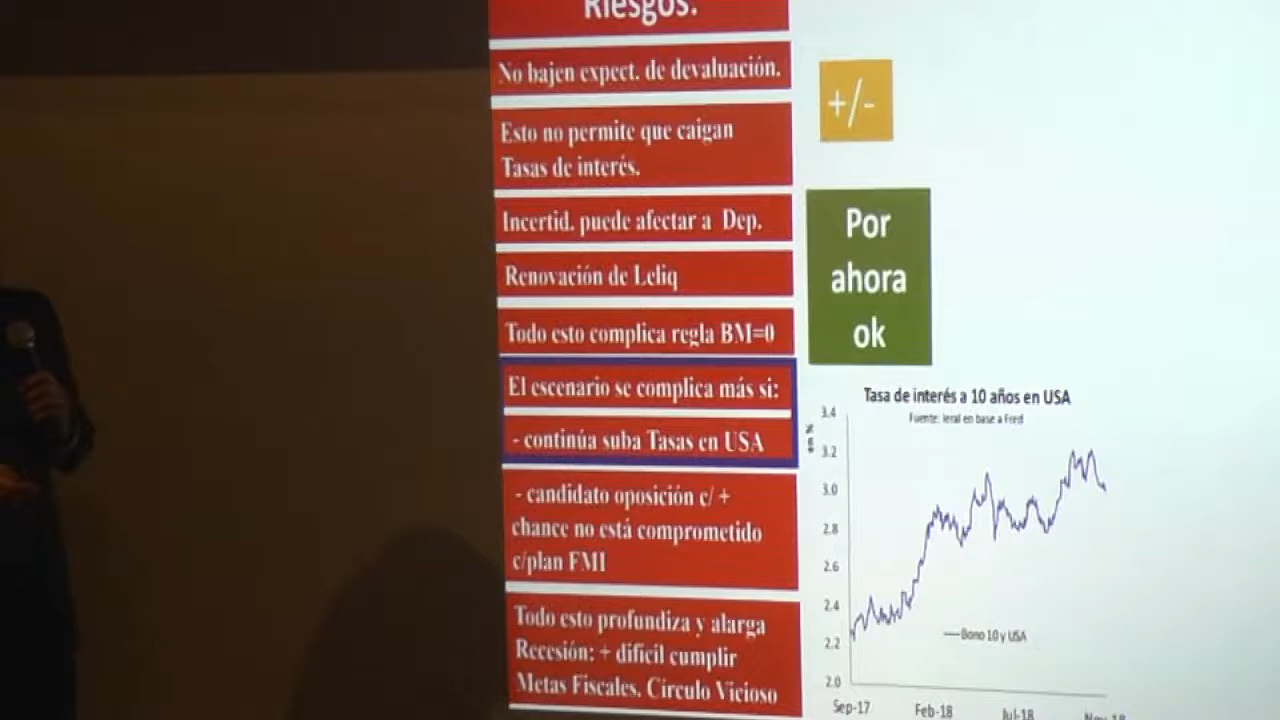 Riesgos.
No bajen expect. de devaluación.
Esto no permite que caigan
Tasas de interés.
Incertid. puede afectar a Dep.
Renovación de Leliq
Todo esto complica regla BM=0
El escenario se complica más si:
- continúa suba Tasas en USA
- candidato oposición c/ +
chance no está comprometido
c/plan FMI
Todo esto profundiza y alarga
Recesión: + difícil cumplir
Metas Fiscales. Circulo Vicioso
+/-
Por
ahora
ok
Tasa de interés a 10 años en USA
Fuente: Ieral en base a Fred
en %
3.4
3.2
3.0
2.8
2.6
2.4
2.2
2.0
Bono 10 y USA
Sep-17 Feb-18 Jul-18 Nov-18